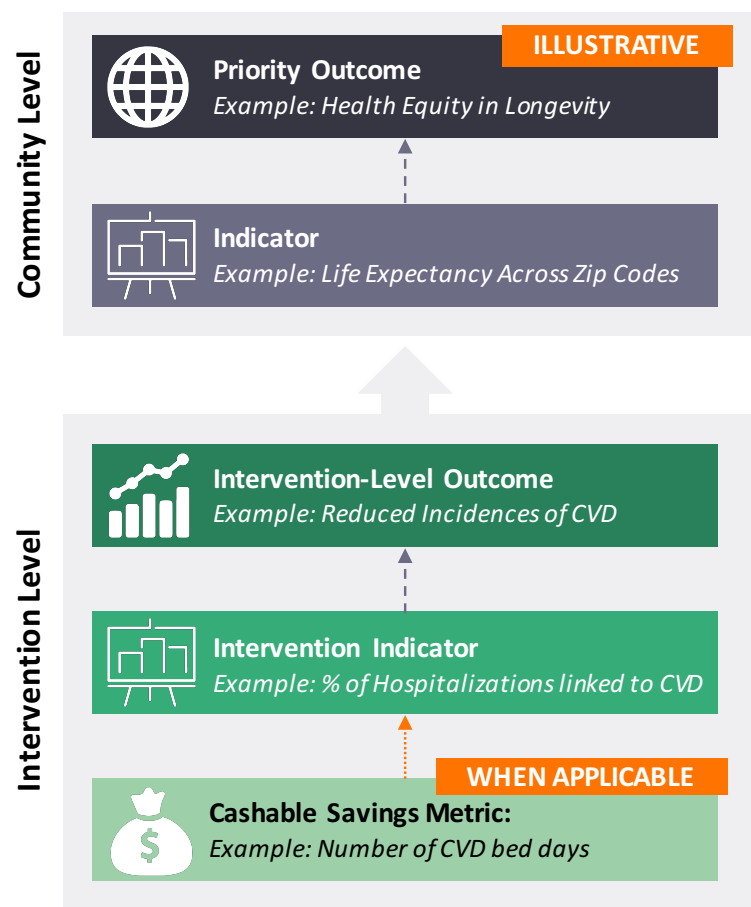 Community Level
ILLUSTRATIVE
Priority Outcome
Example: Health Equity in Longevity
Indicator
Example: Life Expectancy Across Zip Codes
Intervention Level
Intervention-Level Outcome
Example: Reduced Incidences of CVD
Intervention Indicator
Example: % of Hospitalizations linked to CVD
WHEN APPLICABLE
$
Cashable Savings Metric:
Example: Number of CVD bed days